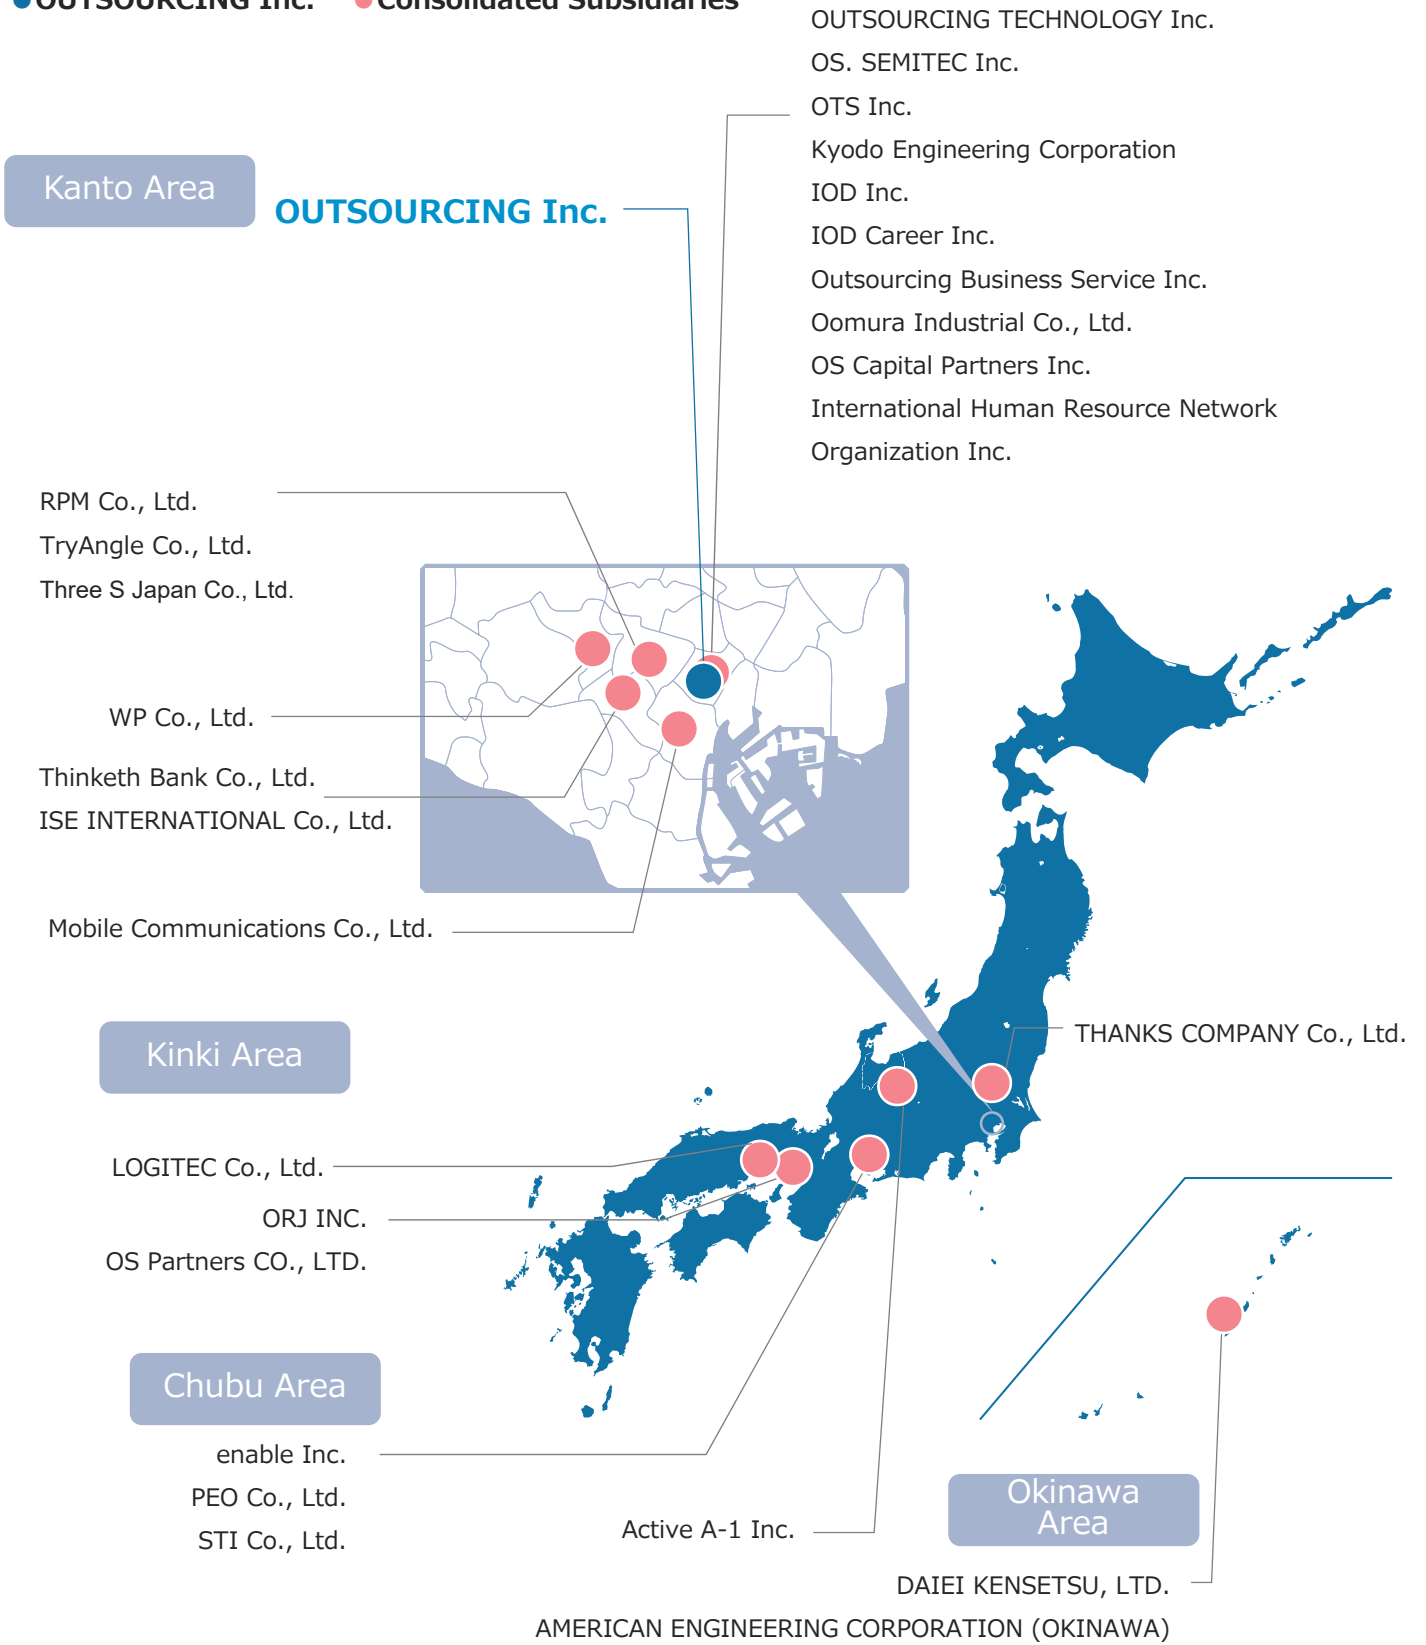 ●OUTSOURCING Inc. ●Consolidated Subsidiaries
OUTSOURCING TECHNOLOGY Inc.
OS. SEMITEC Inc.
OTS Inc.
Kyodo Engineering Corporation
IOD Inc.
IOD Career Inc.
Outsourcing Business Service Inc.
Oomura Industrial Co., Ltd.
OS Capital Partners Inc.
International Human Resource Network
Organization Inc.
Kanto Area
OUTSOURCING Inc.
RPM Co., Ltd.
TryAngle Co., Ltd.
Three S Japan Co., Ltd.
WP Co., Ltd.
Thinketh Bank Co., Ltd.
ISE INTERNATIONAL Co., Ltd.
Mobile Communications Co., Ltd.
THANKS COMPANY Co., Ltd.
Kinki Area
LOGITEC Co., Ltd.
ORJ INC.
OS Partners CO., LTD.
Chubu Area
enable Inc.
PEO Co., Ltd.
STI Co., Ltd.
Active A-1 Inc.
Okinawa
Area
DAIEI KENSETSU, LTD.
AMERICAN ENGINEERING CORPORATION (OKINAWA)